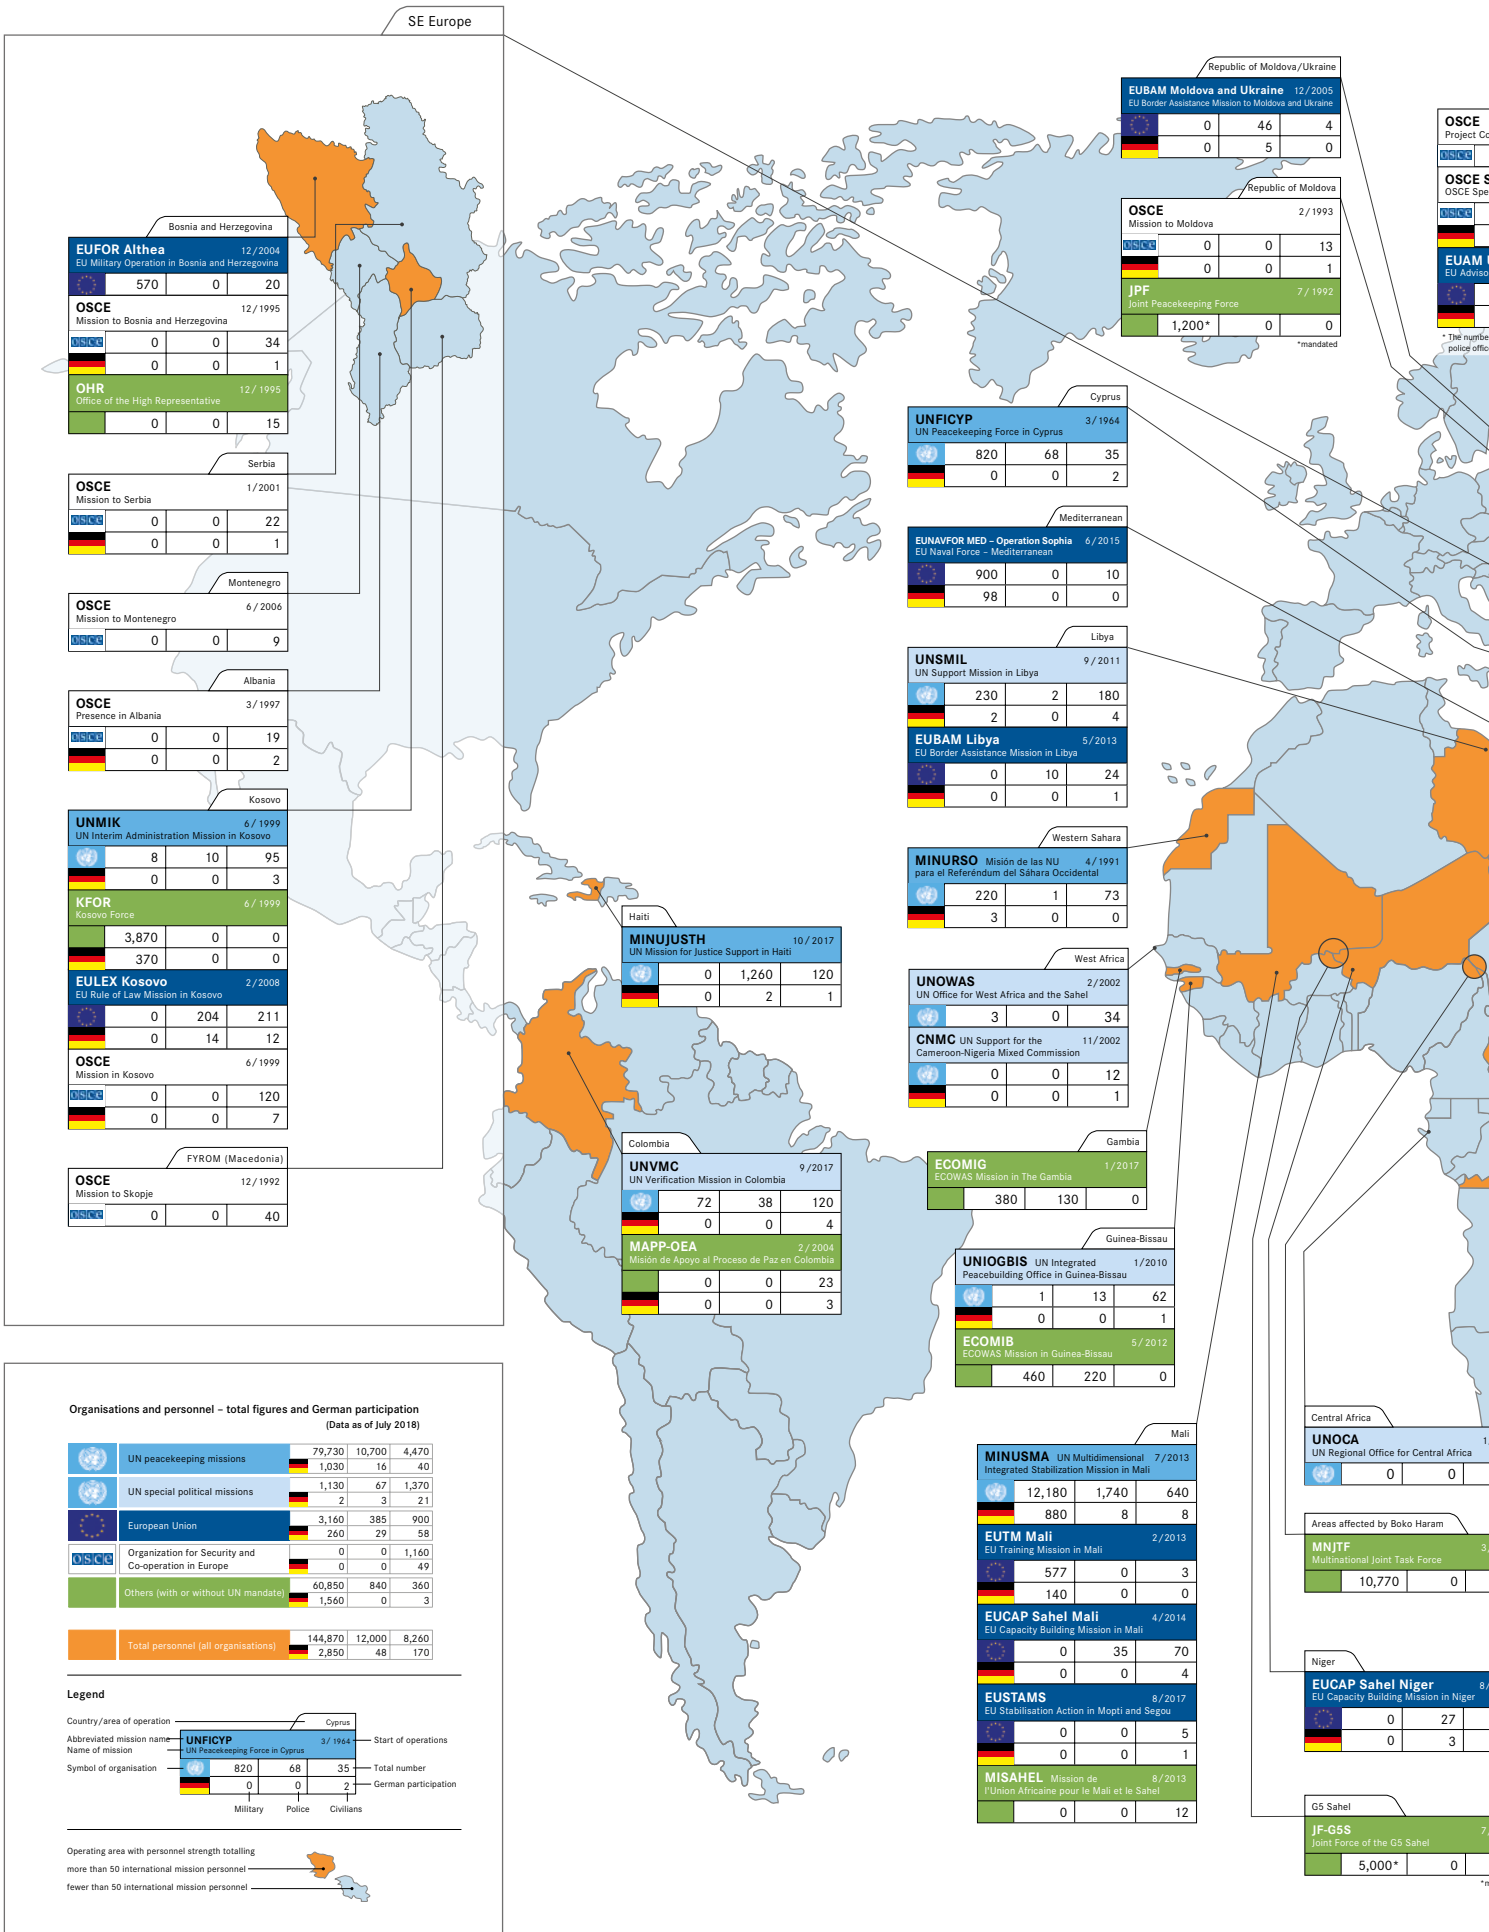 SE Europe
Bosnia and Herzegovina
EUFOR Althea 12/2004
EU Military Operation in Bosnia and Herzegovina
570 0 20
OSCE 12/1995
Mission to Bosnia and Herzegovina
osce 0 0 34
0 0 1
OHR 12/1995
Office of the High Representative
0 0 15
Serbia
OSCE 1/2001
Mission to Serbia
osce 0 0 22
0 0 1
Montenegro
OSCE 6/2006
Mission to Montenegro
osce 0 0 9
Albania
OSCE 3/1997
Presence in Albania
osce 0 0 19
0 0 2
Kosovo
UNMIK 6/1999
UN Interim Administration Mission in Kosovo
8 10 95
0 0 3
KFOR 6/1999
Kosovo Force
3,870 0 0
370 0 0
EULEX Kosovo 2/2008
EU Rule of Law Mission in Kosovo
0 204 211
0 14 12
OSCE 6/1999
Mission in Kosovo
osce 0 0 120
0 0 7
FYROM (Macedonia)
OSCE 12/1992
Mission to Skopje
osce 0 0 40
Organisations and personnel – total figures and German participation
(Data as of July 2018)
UN peacekeeping missions 79,730 10,700 4,470
1,030 16 40
UN special political missions 1,130 67 1,370
2 3 21
European Union 3,160 385 900
260 29 58
osce Organization for Security and Co-operation in Europe 0 0 1,160
0 0 49
Others (with or without UN mandate) 60,850 840 360
1,560 0 3
Total personnel (all organisations) 144,870 12,000 8,260
2,850 48 170
Legend
Country/area of operation Cyprus
Abbreviated mission name UNFICYP 3/1964 Start of operations
Name of mission UN Peacekeeping Force in Cyprus
Symbol of organisation 820 68 35 Total number
0 0 2 German participation
Military Police Civilians
Operating area with personnel strength totalling
more than 50 international mission personnel
fewer than 50 international mission personnel
Haiti
MINUJUSTH 10/2017
UN Mission for Justice Support in Haiti
0 1,260 120
0 2 1
Colombia
UNVMC 9/2017
UN Verification Mission in Colombia
72 38 120
0 0 4
MAPP-OEA 2/2004
Misión de Apoyo al Proceso de Paz en Colombia
0 0 23
0 0 3
Republic of Moldova/Ukraine
EUBAM Moldova and Ukraine 12/2005
EU Border Assistance Mission to Moldova and Ukraine
0 46 4
0 5 0
Republic of Moldova
OSCE 2/1993
Mission to Moldova
osce 0 0 13
0 0 1
JPF 7/1992
Joint Peacekeeping Force
1,200* 0 0
*mandated
Cyprus
UNFICYP 3/1964
UN Peacekeeping Force in Cyprus
820 68 35
0 0 2
Mediterranean
EUNAVFOR MED – Operation Sophia 6/2015
EU Naval Force – Mediterranean
900 0 10
98 0 0
Libya
UNSMIL 9/2011
UN Support Mission in Libya
230 2 180
2 0 4
EUBAM Libya 5/2013
EU Border Assistance Mission in Libya
0 10 24
0 0 1
Western Sahara
MINURSO Misión de las NU 4/1991
para el Referéndum del Sáhara Occidental
220 1 73
3 0 0
West Africa
UNOWAS 2/2002
UN Office for West Africa and the Sahel
3 0 34
CNMC UN Support for the 11/2002
Cameroon-Nigeria Mixed Commission
0 0 12
0 0 1
Gambia
ECOMIG 1/2017
ECOWAS Mission in The Gambia
380 130 0
Guinea-Bissau
UNIOGBIS UN Integrated 1/2010
Peacebuilding Office in Guinea-Bissau
1 13 62
0 0 1
ECOMIB 5/2012
ECOWAS Mission in Guinea-Bissau
460 220 0
Mali
MINUSMA UN Multidimensional 7/2013
Integrated Stabilization Mission in Mali
12,180 1,740 640
880 8 8
EUTM Mali 2/2013
EU Training Mission in Mali
577 0 3
140 0 0
EUCAP Sahel Mali 4/2014
EU Capacity Building Mission in Mali
0 35 70
0 0 4
EUSTAMS 8/2017
EU Stabilisation Action in Mopti and Segou
0 0 5
0 0 1
MISAHEL Mission de 8/2013
l'Union Africaine pour le Mali et le Sahel
0 0 12
OSCE
Project Co
osce
OSCE S
OSCE Spe
osce
EUAM U
EU Adviso
* The numbe
police office
Central Africa
UNOCA 1
UN Regional Office for Central Africa
0 0
Areas affected by Boko Haram
MNJTF 3
Multinational Joint Task Force
10,770 0
Niger
EUCAP Sahel Niger 8/
EU Capacity Building Mission in Niger
0 27
0 3
G5 Sahel
JF-G5S 7/
Joint Force of the G5 Sahel
5,000* 0
*m